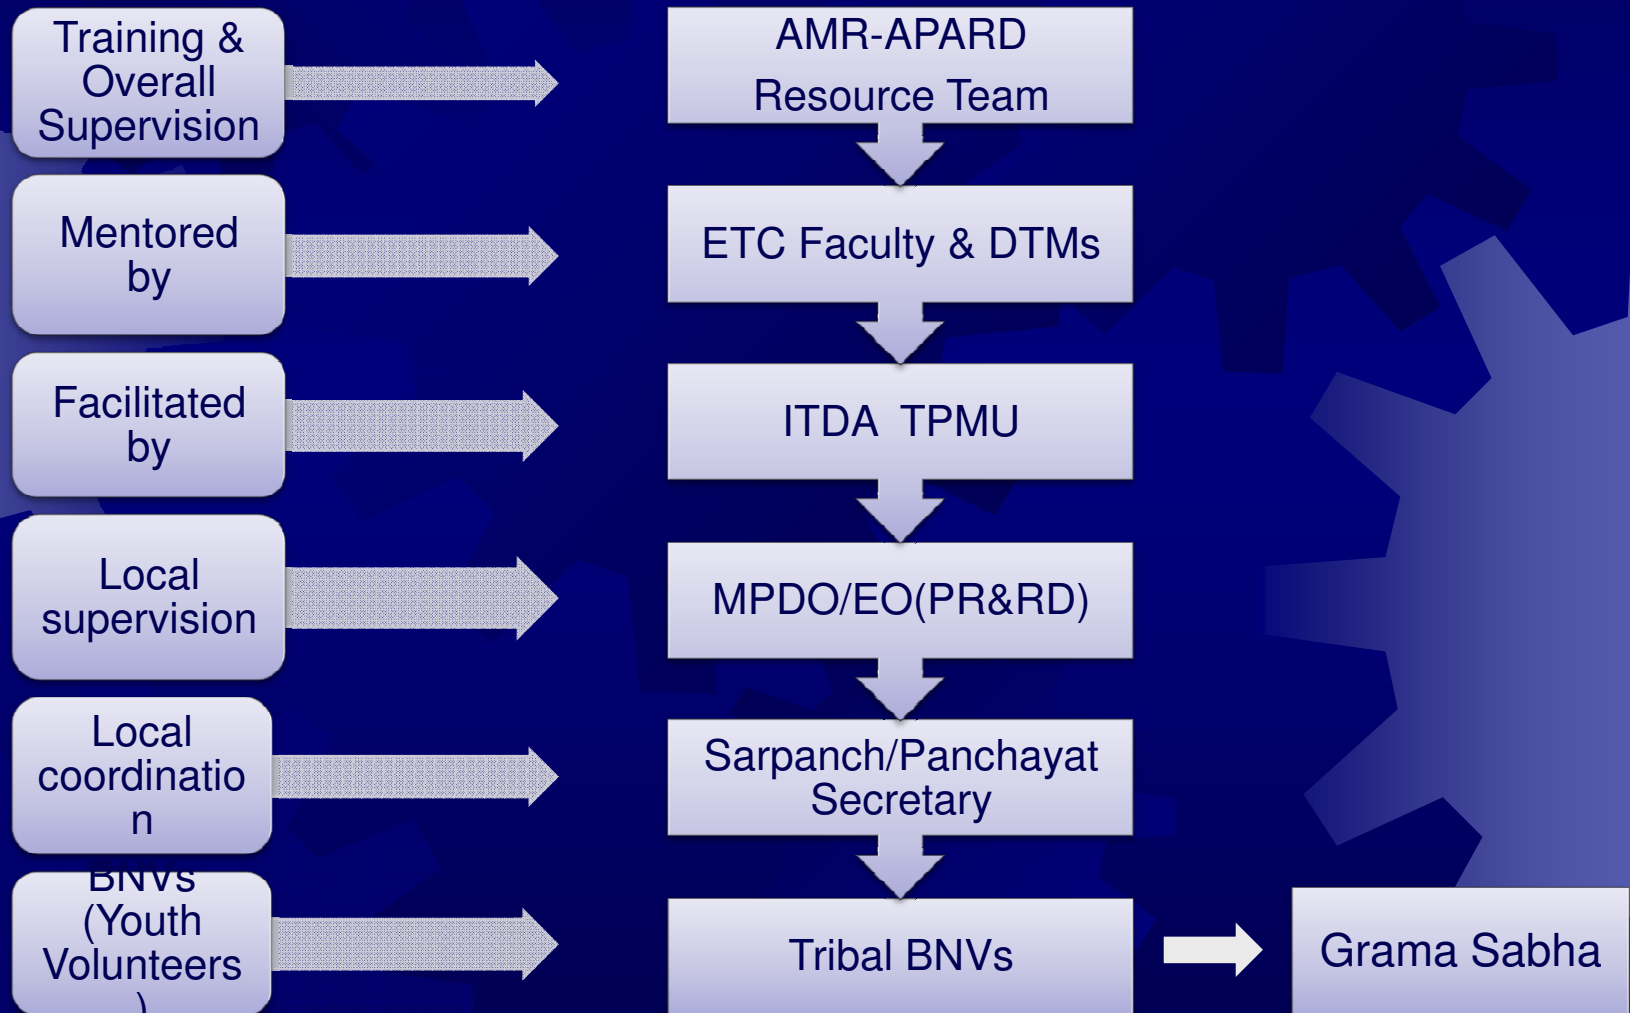 Training &
Overall
Supervision
AMR-APARD
Resource Team
Mentored
by
ETC Faculty & DTMs
Facilitated
by
ITDA TPMU
Local
supervision
MPDO/EO(PR&RD)
Local
coordinatio
n
Sarpanch/Panchayat
Secretary
BNVs
(Youth
Volunteers
)
Tribal BNVs
Grama Sabha